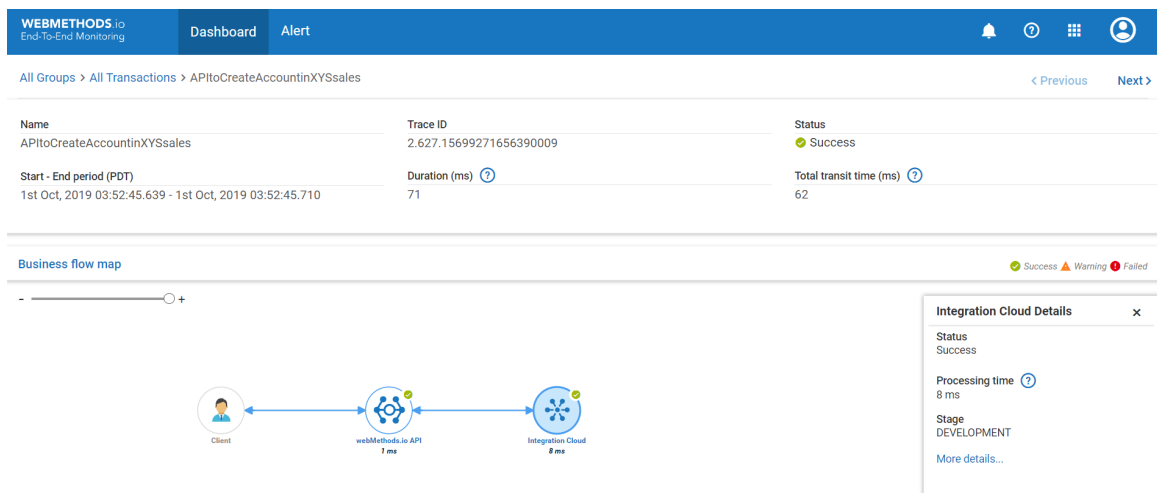 WEBMETHODS.io
End-To-End Monitoring
Dashboard
Alert
All Groups > All Transactions > APItoCreateAccountinXYSsales
< Previous
Next >
Name
APItoCreateAccountinXYSsales
Trace ID
2.627.15699271656390009
Status
Success
Start - End period (PDT)
1st Oct, 2019 03:52:45.639 - 1st Oct, 2019 03:52:45.710
Duration (ms) ?
71
Total transit time (ms) ?
62
Business flow map
Success Warning Failed
- +
Client
webMethods.io API
1 ms
Integration Cloud
8 ms
Integration Cloud Details ×
Status
Success
Processing time ?
8 ms
Stage
DEVELOPMENT
More details...